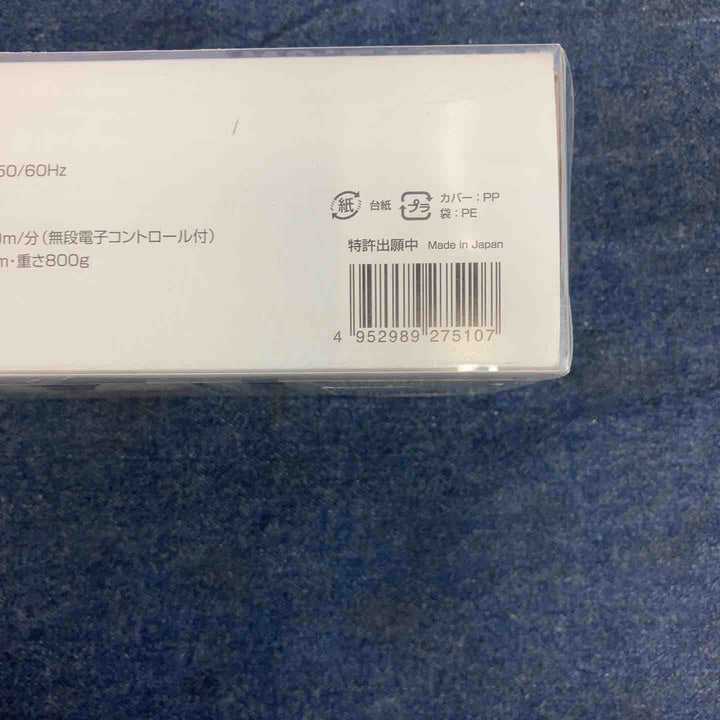 50/60Hz
m/分(無段電子コントロール付)
m・重さ800g
紙 台紙 プラ カバー:PP
袋:PE
特許出願中 Made in Japan
4 952989 275107